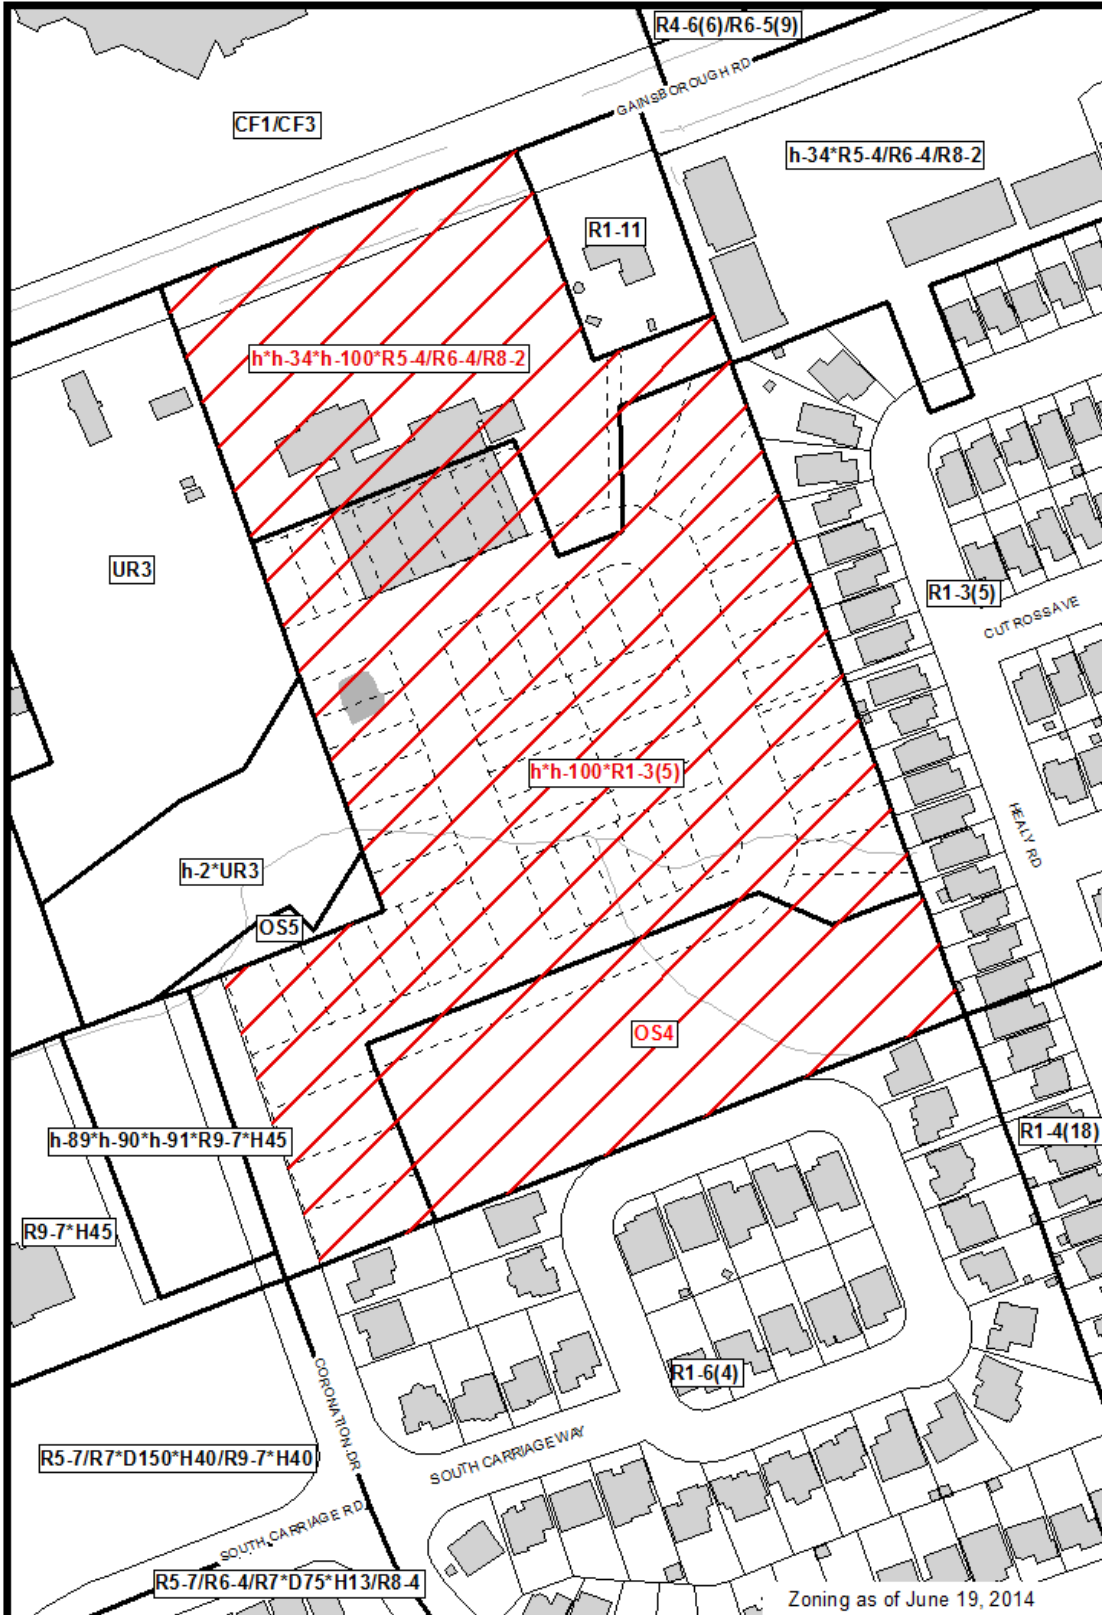 R4-6(6)/R6-5(9)
GAINSBOROUGH RD
CF1/CF3
h-34*R5-4/R6-4/R8-2
R1-11
h*h-34*h-100*R5-4/R6-4/R8-2
UR3
R1-3(5)
CUTROSS AVE
h*h-100*R1-3(5)
HEALY RD
h-2*UR3
OS5
OS4
h-89*h-90*h-91*R9-7*H45
R1-4(18)
R9-7*H45
R1-6(4)
CORONATION DR
SOUTH CARRIAGE WAY
R5-7/R7*D150*H40/R9-7*H40
SOUTH CARRIAGE RD
R5-7/R6-4/R7*D75*H13/R8-4
Zoning as of June 19, 2014